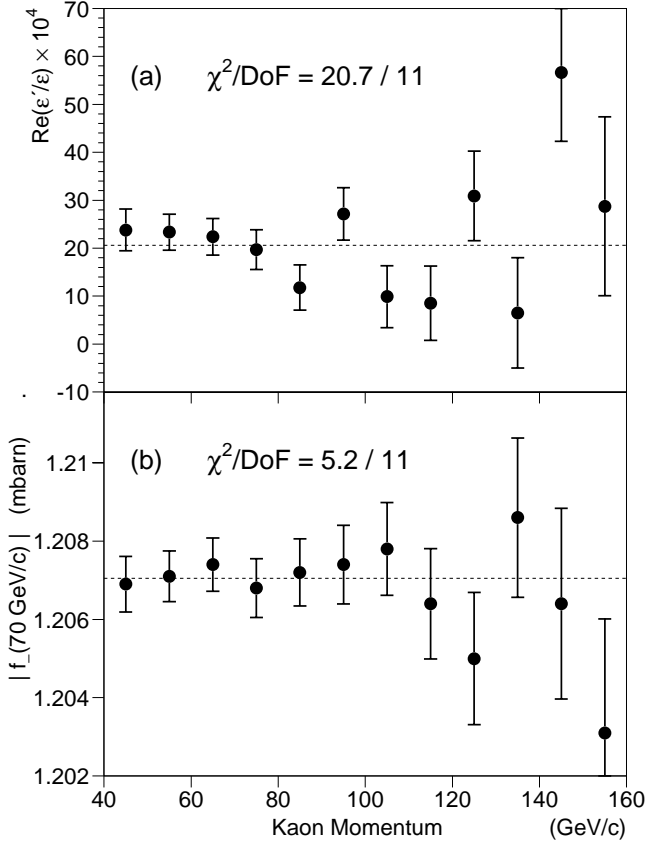 Re(ε´/ε) × 10⁴
70
60
50
40
30
20
10
0
-10
(a) χ²/DoF = 20.7 / 11
| f_(70 GeV/c) | (mbarn)
1.21
1.208
1.206
1.204
1.202
(b) χ²/DoF = 5.2 / 11
40 60 80 100 120 140 160
Kaon Momentum (GeV/c)